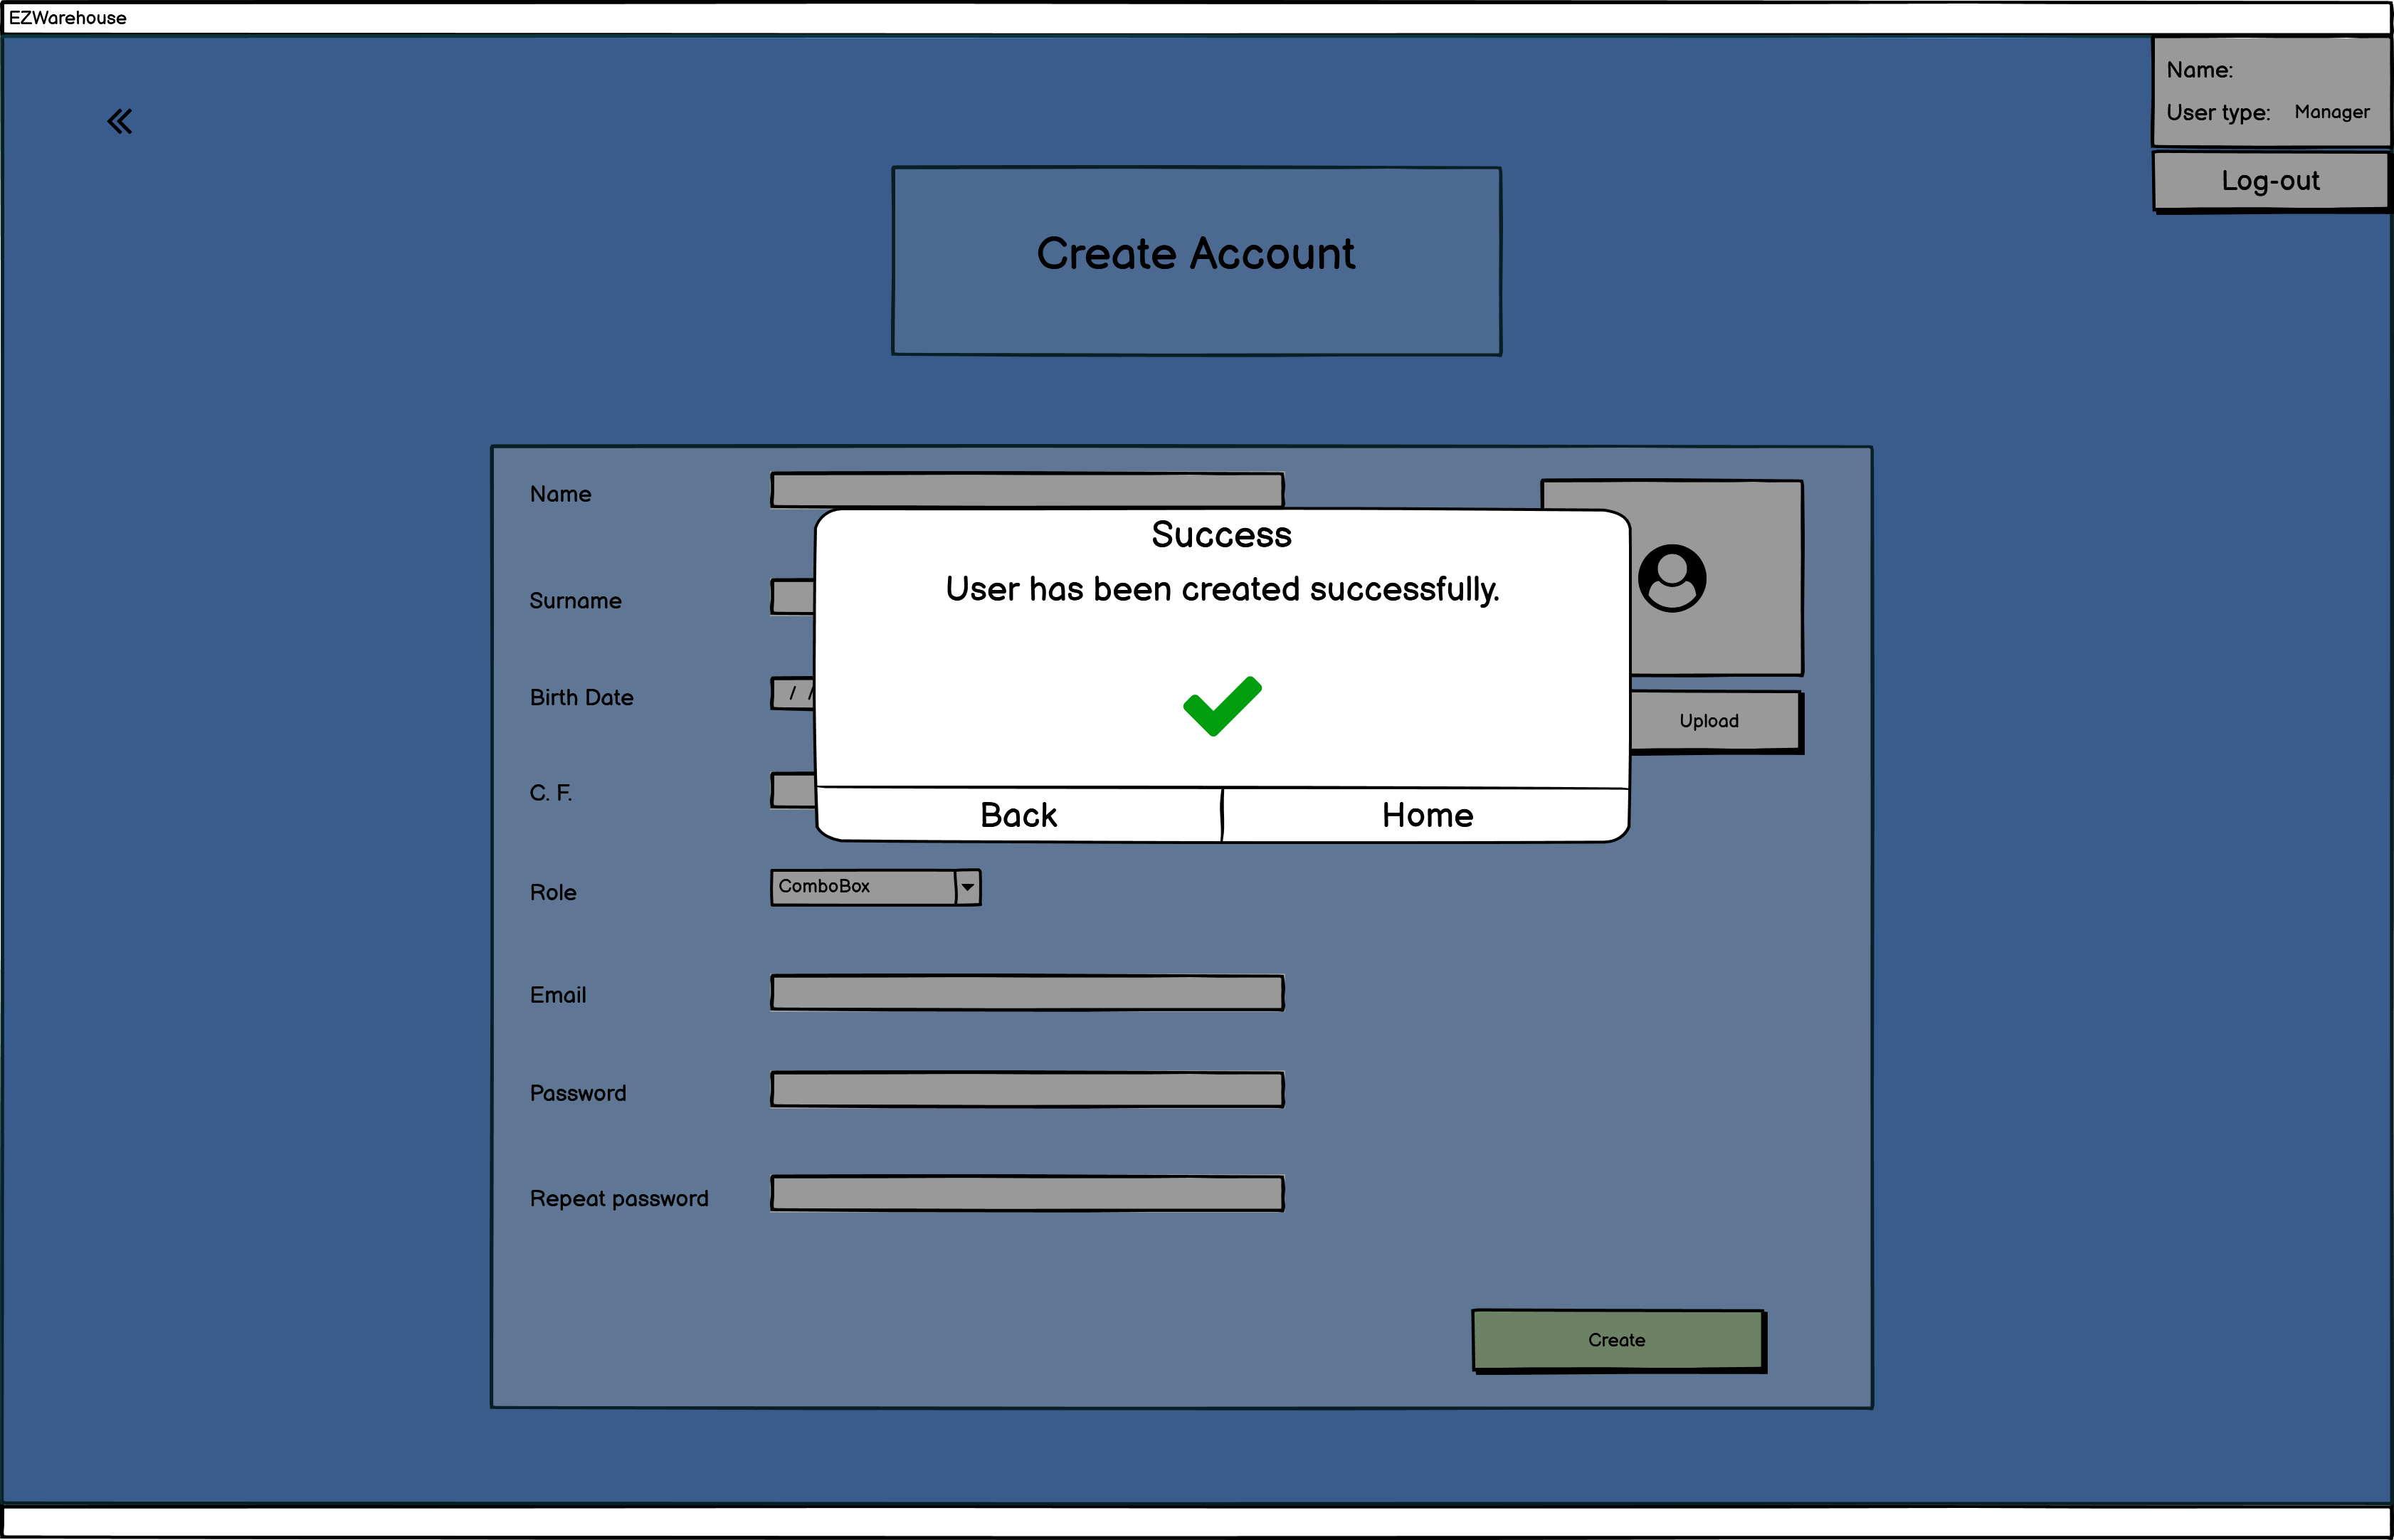 EZWarehouse
Name:
User type: Manager
Log-out
Create Account
Name
Success
User has been created successfully.
Surname
Birth Date / /
Upload
C. F.
Back Home
Role ComboBox
Email
Password
Repeat password
Create